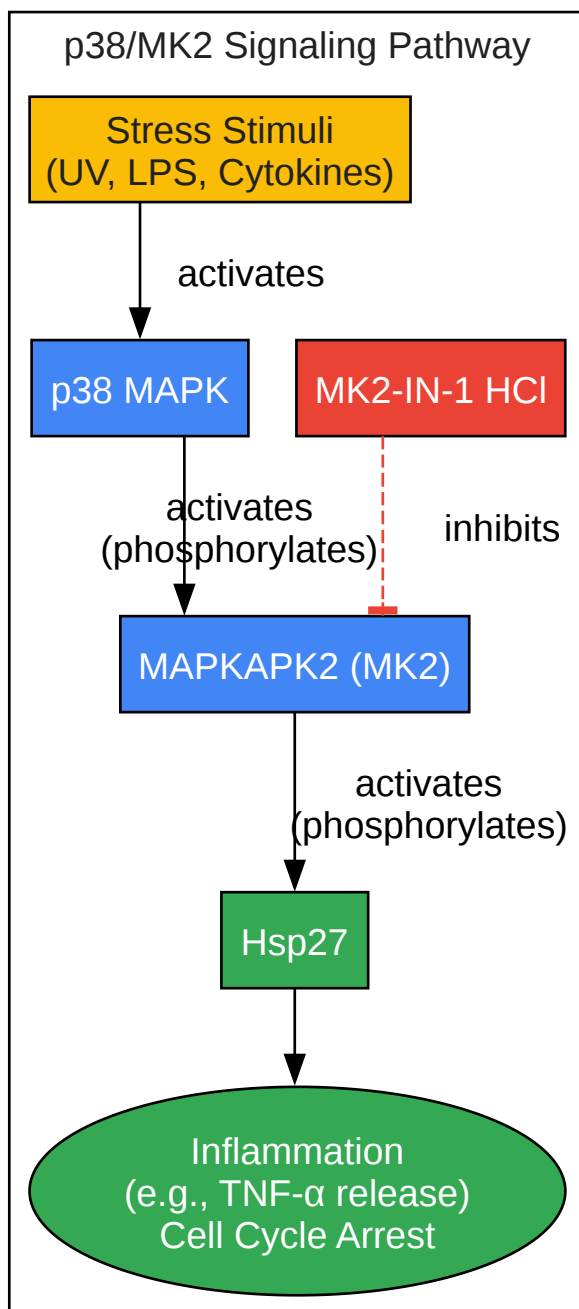 p38/MK2 Signaling Pathway
Stress Stimuli
(UV, LPS, Cytokines)
activates
p38 MAPK
MK2-IN-1 HCl
activates
(phosphorylates)
inhibits
MAPKAPK2 (MK2)
activates
(phosphorylates)
Hsp27
Inflammation
(e.g., TNF-α release)
Cell Cycle Arrest